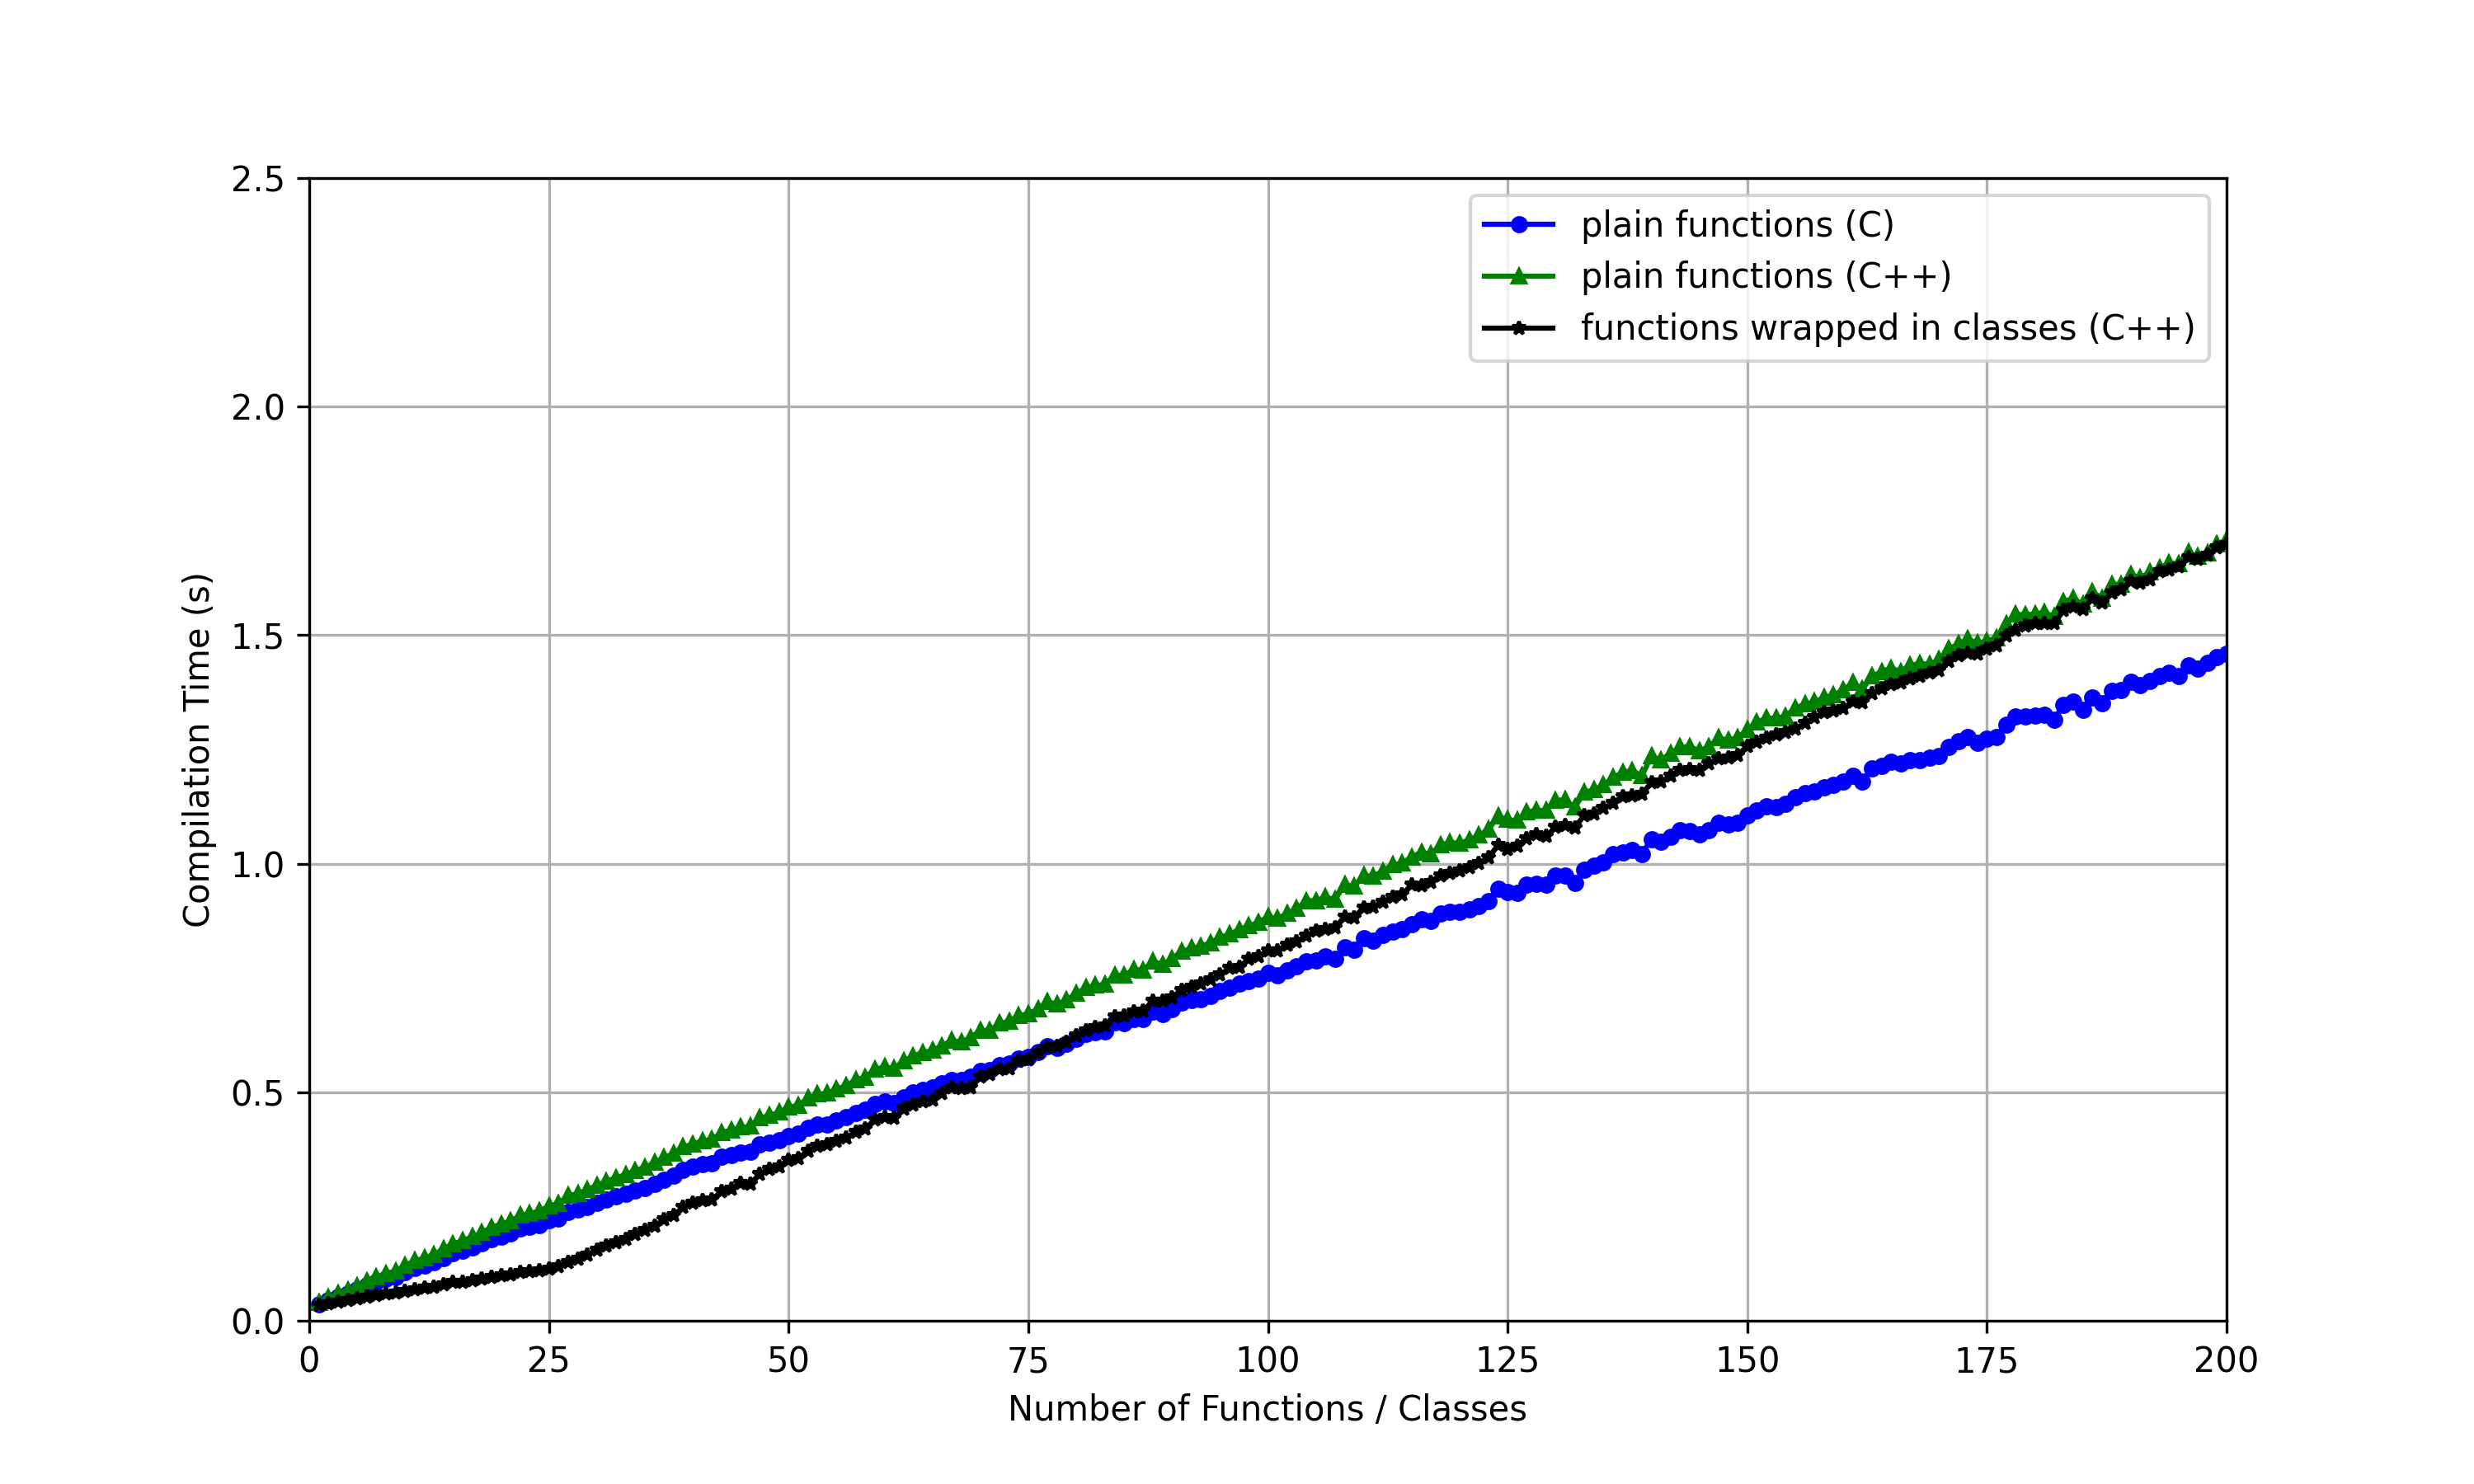 2.5
2.0
1.5
1.0
0.5
0.0
Compilation Time (s)
plain functions (C)
plain functions (C++)
functions wrapped in classes (C++)
0 25 50 75 100 125 150 175 200
Number of Functions / Classes